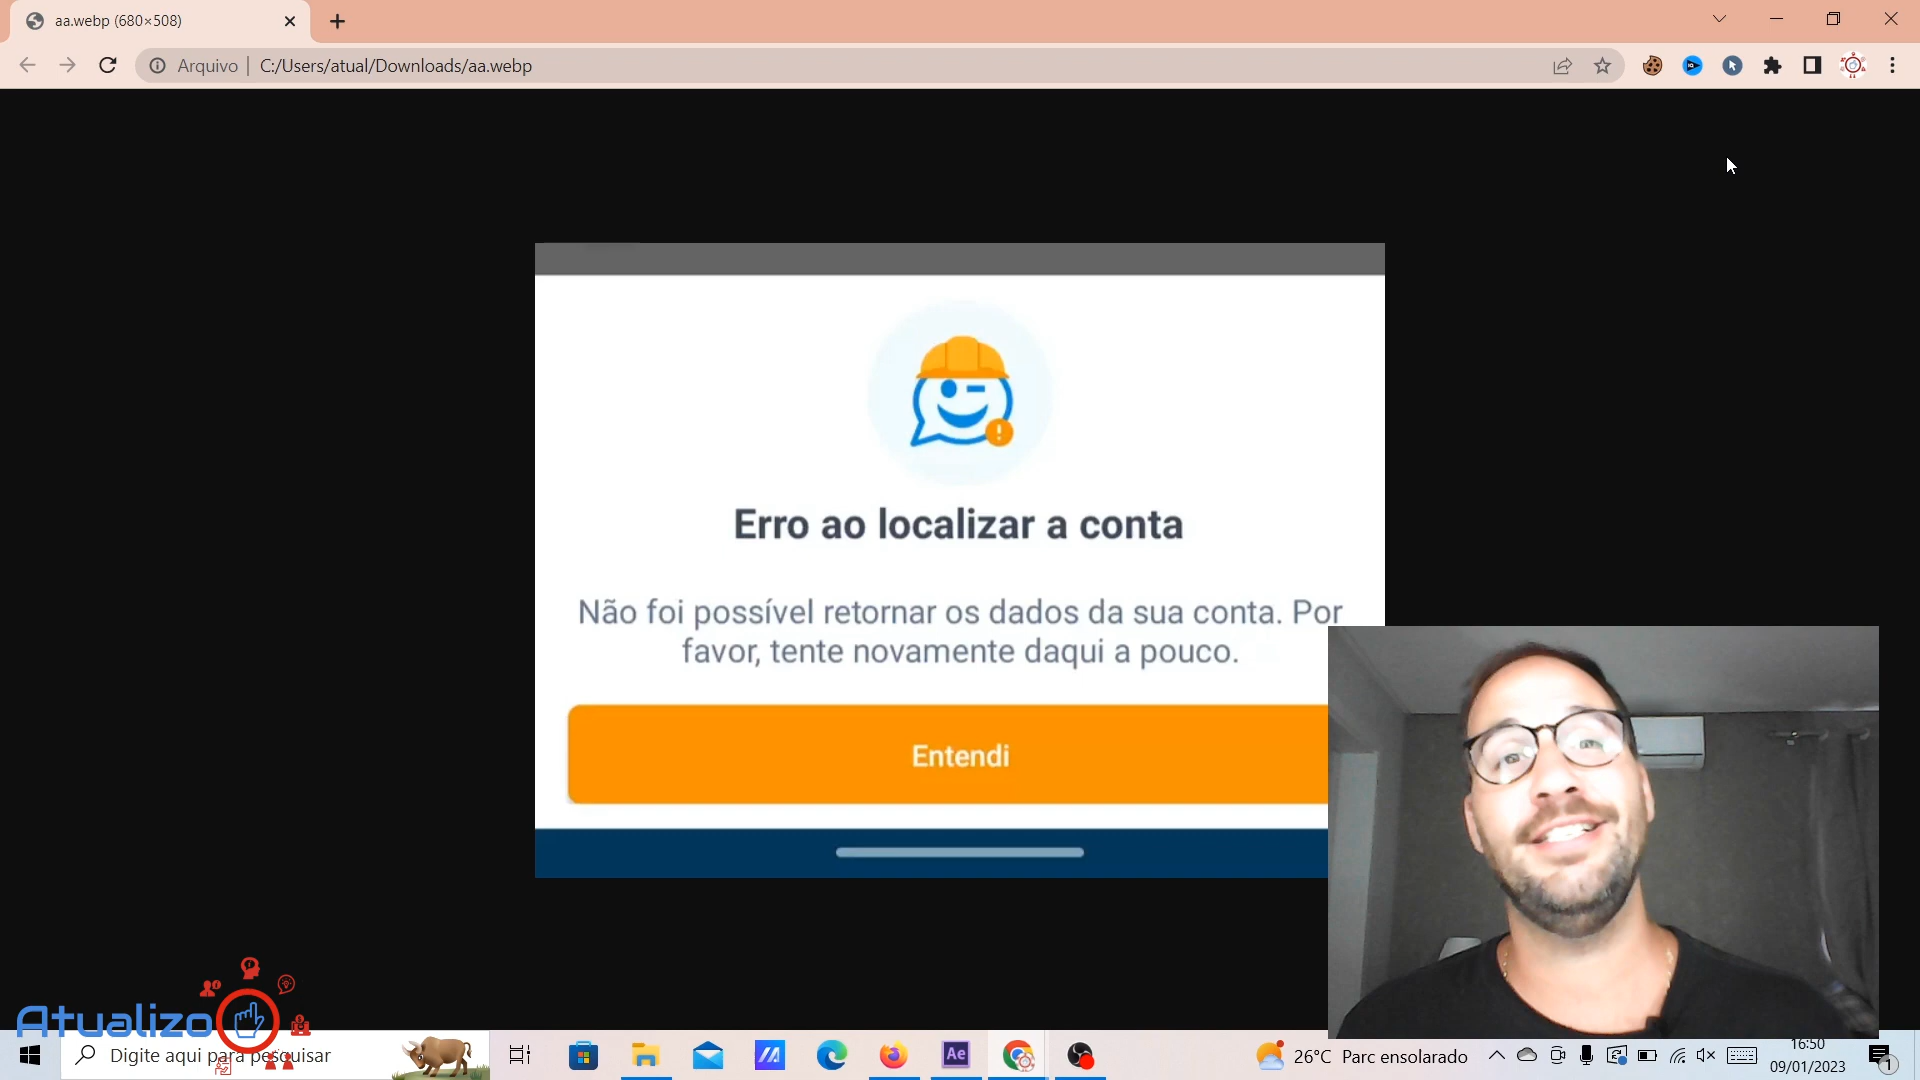 aa.webp (680×508)
Arquivo | C:/Users/atual/Downloads/aa.webp
Erro ao localizar a conta
Não foi possível retornar os dados da sua conta. Por
favor, tente novamente daqui a pouco.
Entendi
Atualizo
Digite aqui para pesquisar
Ae
26°C Parc ensolarado
16:50
09/01/2023
1